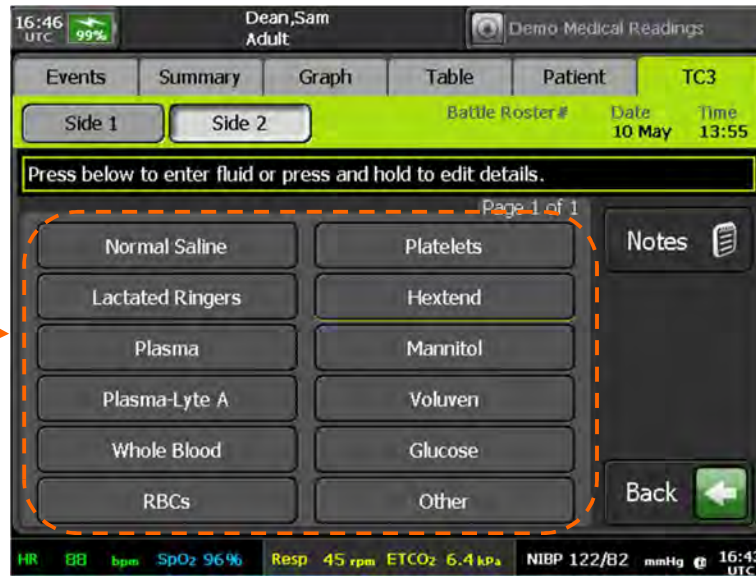 16:46 UTC 99% Dean,Sam Adult Demo Medical Readings
Events Summary Graph Table Patient TC3
Side 1 Side 2 Battle Roster# Date 10 May Time 13:55
Press below to enter fluid or press and hold to edit details.
Page 1 of 1
Normal Saline Platelets Notes
Lactated Ringers Hextend
Plasma Mannitol
Plasma-Lyte A Voluven
Whole Blood Glucose
RBCs Other Back
HR 88 bpm SpO2 96% Resp 45 rpm ETCO2 6.4 kPa NIBP 122/82 mmHg @ 16:43 UTC